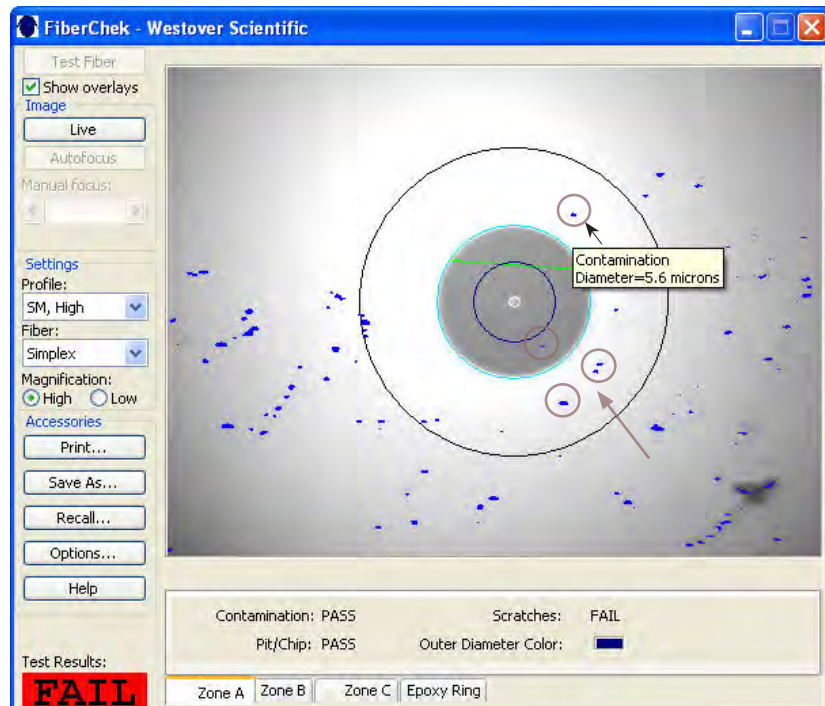 FiberChek - Westover Scientific
Test Fiber
Show overlays
Image
Live
Autofocus
Manual focus:
Settings
Profile:
SM, High
Fiber:
Simplex
Magnification:
High Low
Accessories
Print...
Save As...
Recall...
Options...
Help
Test Results:
FAIL
Contamination
Diameter=5.6 microns
Contamination: PASS Scratches: FAIL
Pit/Chip: PASS Outer Diameter Color:
Zone A Zone B Zone C Epoxy Ring